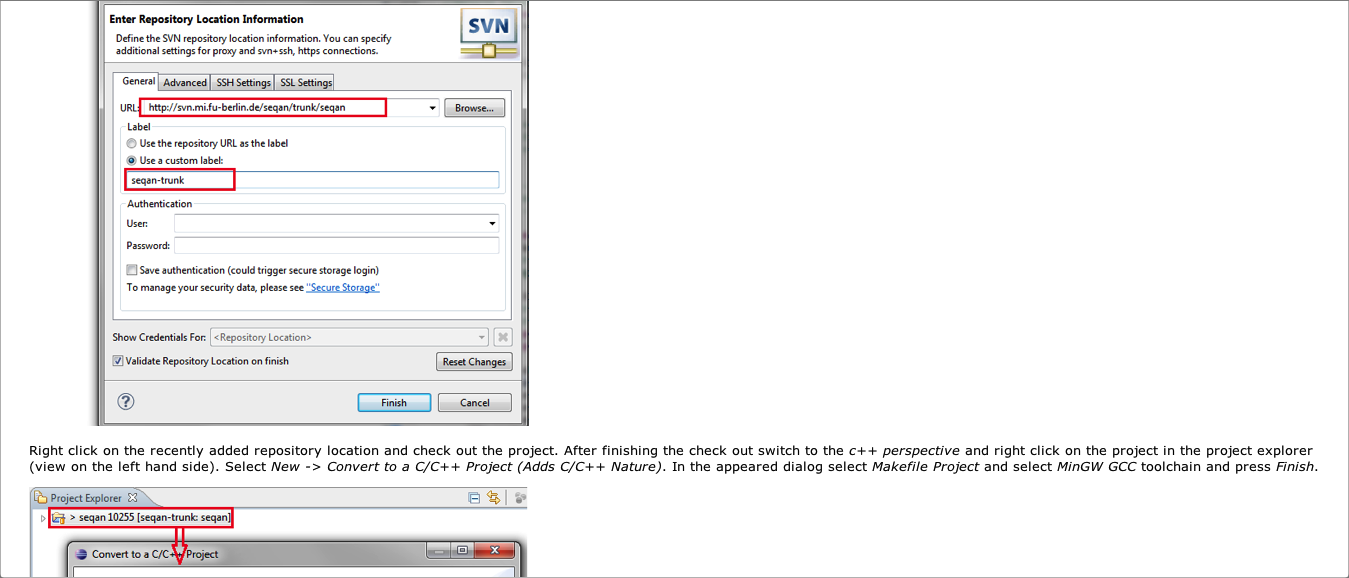 Enter Repository Location Information
Define the SVN repository location information. You can specify
additional settings for proxy and svn+ssh, https connections.
SVN
General Advanced SSH Settings SSL Settings
URL: http://svn.mi.fu-berlin.de/seqan/trunk/seqan Browse...
Label
Use the repository URL as the label
Use a custom label:
seqan-trunk
Authentication
User:
Password:
Save authentication (could trigger secure storage login)
To manage your security data, please see "Secure Storage"
Show Credentials For: <Repository Location>
Validate Repository Location on finish Reset Changes
Finish Cancel
Right click on the recently added repository location and check out the project. After finishing the check out switch to the c++ perspective and right click on the project in the project explorer
(view on the left hand side). Select New -> Convert to a C/C++ Project (Adds C/C++ Nature). In the appeared dialog select Makefile Project and select MinGW GCC toolchain and press Finish.
Project Explorer
> seqan 10255 [seqan-trunk: seqan]
Convert to a C/C++ Project